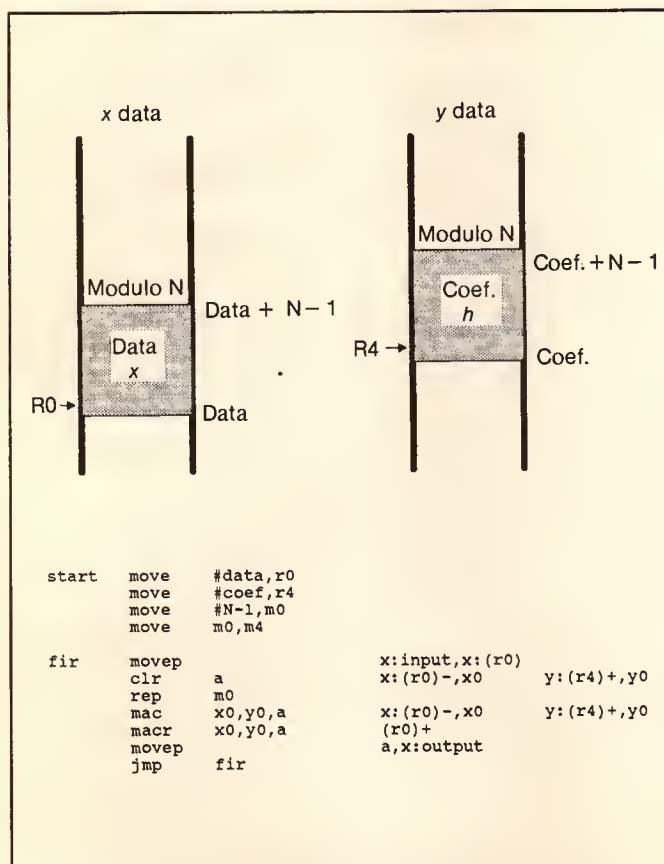 x data
y data
Modulo N
Data + N-1
Data
x
R0
Data
Modulo N
Coef. + N-1
Coef.
h
R4
Coef.
start move #data,r0
move #coef,r4
move #N-1,m0
move m0,m4
fir movep x:input,x:(r0)
clr a x:(r0)-,x0 y:(r4)+,y0
rep m0
mac x0,y0,a x:(r0)-,x0 y:(r4)+,y0
macr x0,y0,a (r0)+
movep a,x:output
jmp fir